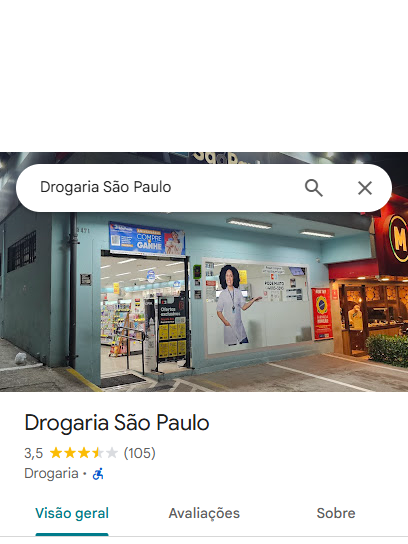 Drogaria São Paulo
COMPRE
GANHE
Ofertas
exclusivas
M
Drogaria São Paulo
3,5 (105)
Drogaria ·
Visão geral
Avaliações
Sobre